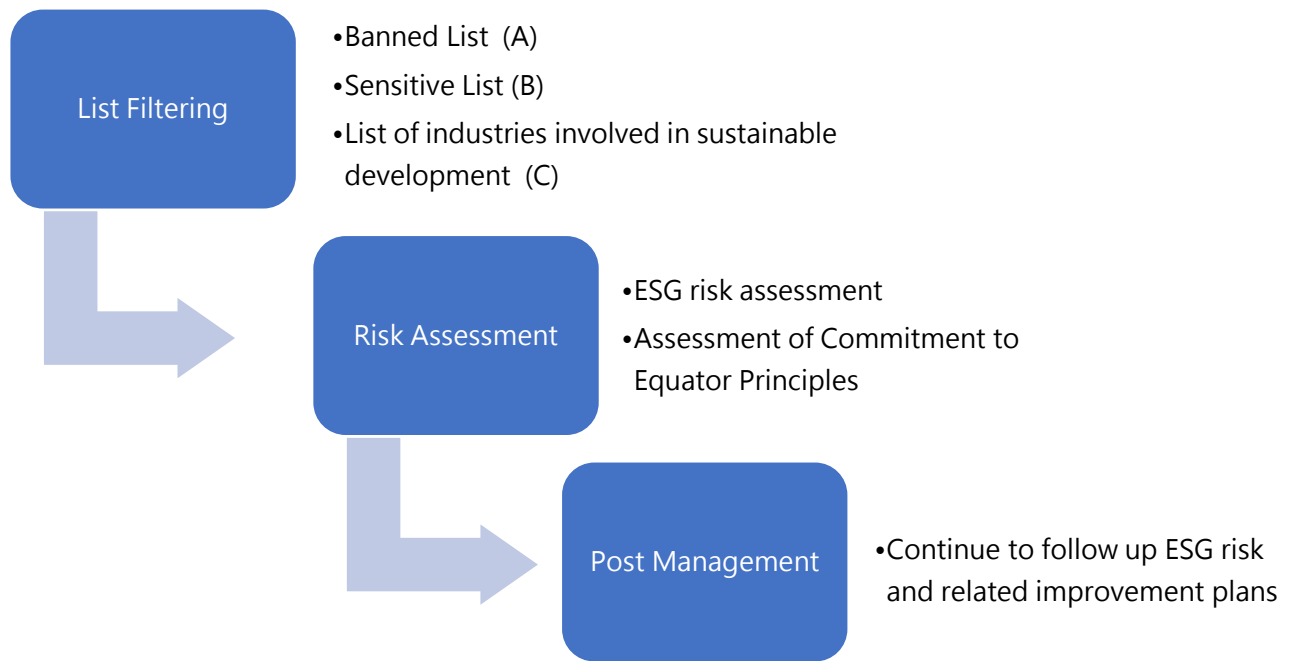 List Filtering
•Banned List (A)
•Sensitive List (B)
•List of industries involved in sustainable
development (C)
Risk Assessment
•ESG risk assessment
•Assessment of Commitment to
Equator Principles
Post Management
•Continue to follow up ESG risk
and related improvement plans